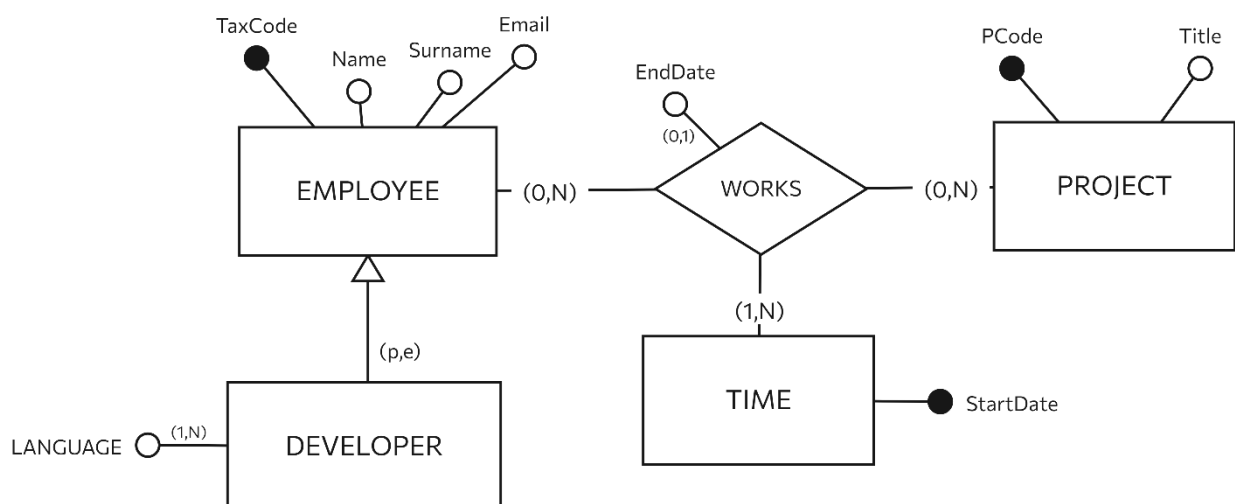 TaxCode
Name
Surname
Email
EndDate
(0,1)
PCode
Title
EMPLOYEE
(0,N)
WORKS
(0,N)
PROJECT
(p,e)
(1,N)
TIME
StartDate
LANGUAGE
(1,N)
DEVELOPER